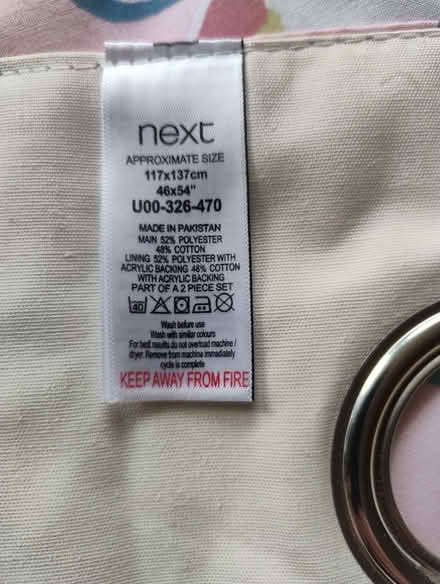 next
APPROXIMATE SIZE
117x137cm
46x54"
U00-326-470
MADE IN PAKISTAN
MAIN 52% POLYESTER
48% COTTON
LINING 52% POLYESTER WITH
ACRYLIC BACKING 48% COTTON
WITH ACRYLIC BACKING
PART OF A 2 PIECE SET
40
Wash before use
Wash with similar colours
For best results do not overload machine /
dryer. Remove from machine immediately
cycle is complete
KEEP AWAY FROM FIRE